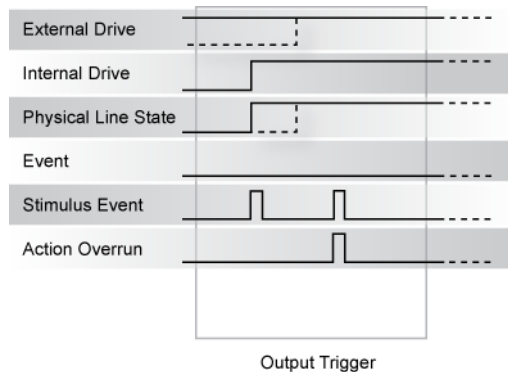 External Drive
Internal Drive
Physical Line State
Event
Stimulus Event
Action Overrun
Output Trigger